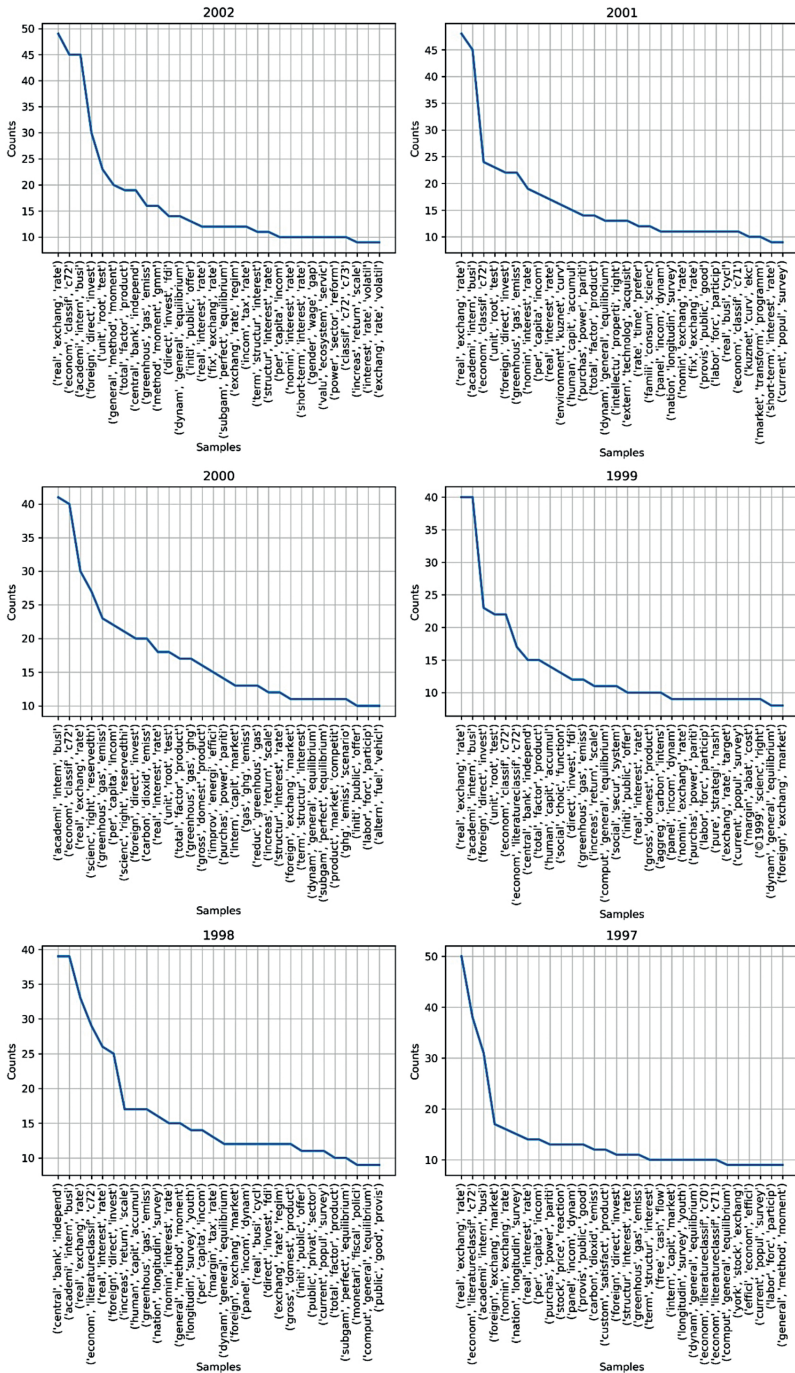 2002
50
45
40
35
30
25
20
15
10
Counts
('real', 'exchang', 'rate')
('econom', 'classif', 'c72')
('academi', 'intern', 'busi')
('foreign', 'direct', 'invest')
('unit', 'root', 'test')
('general', 'method', 'moment')
('total', 'factor', 'product')
('central', 'bank', 'independ')
('greenhous', 'gas', 'emiss')
('method', 'moment', 'gmm')
('direct', 'invest', 'fdi')
('dynam', 'general', 'equilibrium')
('initi', 'public', 'offer')
('real', 'interest', 'rate')
('fix', 'exchang', 'rate')
('subgam', 'perfect', 'equilibrium')
('exchang', 'rate', 'regim')
('incom', 'tax', 'rate')
('term', 'structur', 'interest')
('structur', 'interest', 'rate')
('per', 'capita', 'incom')
('nomin', 'interest', 'rate')
('short-term', 'interest', 'rate')
('gender', 'wage', 'gap')
('valu', 'ecosystem', 'servic')
('power', 'sector', 'reform')
('classif', 'c72', 'c73')
('increas', 'return', 'scale')
('interest', 'rate', 'volatil')
('exchang', 'rate', 'volatil')
Samples
2001
45
40
35
30
25
20
15
10
Counts
('real', 'exchang', 'rate')
('academi', 'intern', 'busi')
('econom', 'classif', 'c72')
('unit', 'root', 'test')
('foreign', 'direct', 'invest')
('greenhous', 'gas', 'emiss')
('nomin', 'interest', 'rate')
('per', 'capita', 'incom')
('real', 'interest', 'rate')
('environment', 'kuznet', 'curv')
('human', 'capit', 'accumul')
('purchas', 'power', 'pariti')
('total', 'factor', 'product')
('dynam', 'general', 'equilibrium')
('intellectu', 'properti', 'right')
('extern', 'technolog', 'acquisit')
('rate', 'time', 'prefer')
('famili', 'consum', 'scienc')
('panel', 'incom', 'dynam')
('nation', 'longitudin', 'survey')
('nomin', 'exchang', 'rate')
('fix', 'exchang', 'rate')
('provis', 'public', 'good')
('labor', 'forc', 'particip')
('real', 'busi', 'cycl')
('econom', 'classif', 'c71')
('kuznet', 'curv', 'ekc')
('market', 'transform', 'programm')
('short-term', 'interest', 'rate')
('current', 'popul', 'survey')
Samples
2000
40
35
30
25
20
15
10
Counts
('academi', 'intern', 'busi')
('econom', 'classif', 'c72')
('real', 'exchang', 'rate')
('scienc', 'right', 'reservedthi')
('greenhous', 'gas', 'emiss')
('per', 'capita', 'incom')
('scienc', 'right', 'reservedthi')
('foreign', 'direct', 'invest')
('carbon', 'dioxid', 'emiss')
('real', 'interest', 'rate')
('unit', 'root', 'test')
('total', 'factor', 'product')
('greenhous', 'gas', 'ghg')
('gross', 'domest', 'product')
('improv', 'energi', 'effici')
('purchas', 'power', 'pariti')
('intern', 'capit', 'market')
('gas', 'ghg', 'emiss')
('reduc', 'greenhous', 'gas')
('increas', 'return', 'scale')
('structur', 'interest', 'rate')
('foreign', 'exchang', 'market')
('term', 'structur', 'interest')
('dynam', 'general', 'equilibrium')
('subgam', 'perfect', 'equilibrium')
('product', 'market', 'competit')
('ghg', 'emiss', 'scenario')
('initi', 'public', 'offer')
('labor', 'forc', 'particip')
('altern', 'fuel', 'vehicl')
Samples
1999
40
35
30
25
20
15
10
Counts
('real', 'exchang', 'rate')
('academi', 'intern', 'busi')
('foreign', 'direct', 'invest')
('unit', 'root', 'test')
('econom', 'classif', 'c72')
('econom', 'literatureclassif', 'c72')
('central', 'bank', 'independ')
('total', 'factor', 'product')
('human', 'capit', 'accumul')
('social', 'choic', 'function')
('direct', 'invest', 'fdi')
('greenhous', 'gas', 'emiss')
('increas', 'return', 'scale')
('comput', 'general', 'equilibrium')
('social', 'secur', 'system')
('initi', 'public', 'offer')
('real', 'interest', 'rate')
('gross', 'domest', 'product')
('aggreg', 'carbon', 'intens')
('panel', 'incom', 'dynam')
('nomin', 'exchang', 'rate')
('purchas', 'power', 'pariti')
('labor', 'forc', 'particip')
('pure', 'strategi', 'nash')
('exchang', 'rate', 'target')
('current', 'popul', 'survey')
('margin', 'abat', 'cost')
('©1999', 'scienc', 'right')
('dynam', 'general', 'equilibrium')
('foreign', 'exchang', 'market')
Samples
1998
40
35
30
25
20
15
10
Counts
('central', 'bank', 'independ')
('academi', 'intern', 'busi')
('real', 'exchang', 'rate')
('econom', 'literatureclassif', 'c72')
('real', 'interest', 'rate')
('foreign', 'direct', 'invest')
('increas', 'return', 'scale')
('human', 'capit', 'accumul')
('greenhous', 'gas', 'emiss')
('nation', 'longitudin', 'survey')
('nomin', 'interest', 'rate')
('general', 'method', 'moment')
('longitudin', 'survey', 'youth')
('per', 'capita', 'incom')
('incom', 'tax', 'rate')
('dynam', 'general', 'equilibrium')
('foreign', 'exchang', 'market')
('panel', 'incom', 'dynam')
('real', 'busi', 'cycl')
('direct', 'invest', 'fdi')
('exchang', 'rate', 'regim')
('gross', 'domest', 'product')
('initi', 'public', 'offer')
('public', 'privat', 'sector')
('current', 'popul', 'survey')
('total', 'factor', 'product')
('subgam', 'perfect', 'equilibrium')
('monetari', 'fiscal', 'polici')
('comput', 'general', 'equilibrium')
('public', 'good', 'provis')
Samples
1997
50
40
30
20
10
Counts
('real', 'exchang', 'rate')
('econom', 'literatureclassif', 'c72')
('academi', 'intern', 'busi')
('foreign', 'exchang', 'market')
('nomin', 'exchang', 'rate')
('nation', 'longitudin', 'survey')
('real', 'interest', 'rate')
('per', 'capita', 'incom')
('purchas', 'power', 'pariti')
('stock', 'price', 'reaction')
('panel', 'incom', 'dynam')
('provis', 'public', 'good')
('carbon', 'dioxid', 'emiss')
('custom', 'satisfact', 'product')
('foreign', 'direct', 'invest')
('structur', 'interest', 'rate')
('greenhous', 'gas', 'emiss')
('term', 'structur', 'interest')
('free', 'cash', 'flow')
('intern', 'capit', 'market')
('longitudin', 'survey', 'youth')
('dynam', 'general', 'equilibrium')
('econom', 'literatureclassif', 'c70')
('econom', 'literatureclassif', 'c71')
('comput', 'general', 'equilibrium')
('york', 'stock', 'exchang')
('effici', 'econom', 'effici')
('current', 'popul', 'survey')
('labor', 'forc', 'particip')
('general', 'method', 'moment')
Samples